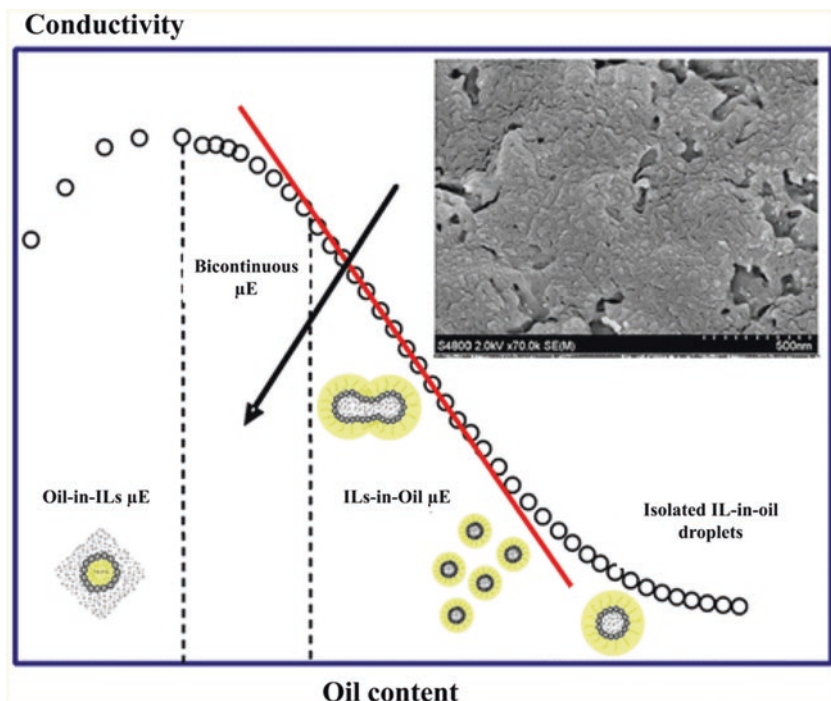 Conductivity
S4800 2.0kV x70.0k SE(M)
500nm
Bicontinuous
µE
Oil-in-ILs µE
ILs-in-Oil µE
Isolated IL-in-oil
droplets
Oil content